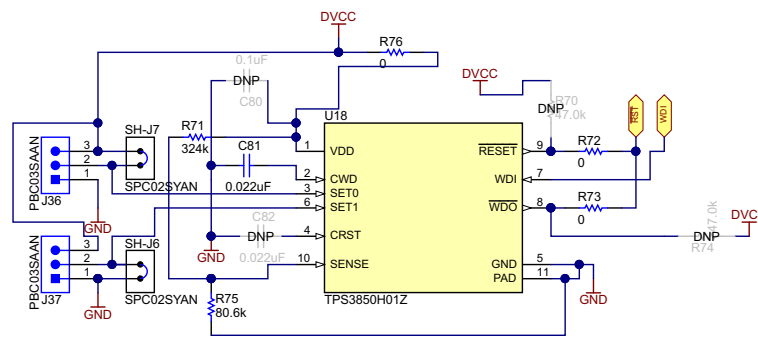 DVCC
R76
0
0.1uF
DNP
C80
DVCC
R70
DNP
47.0k
RST
WDI
U18
R71
324k
SH-J7
PBC03SAAN
3
2
1
J36
SPC02SYAN
C81
0.022uF
1
VDD
RESET
9
R72
0
2
CWD
3
SET0
WDI
7
6
SET1
WDO
8
R73
0
GND
C82
DNP
0.022uF
4
CRST
47.0k
DNP
R74
DVC
GND
SH-J6
PBC03SAAN
3
2
1
J37
SPC02SYAN
10
SENSE
GND
5
PAD
11
R75
80.6k
TPS3850H01Z
GND
GND